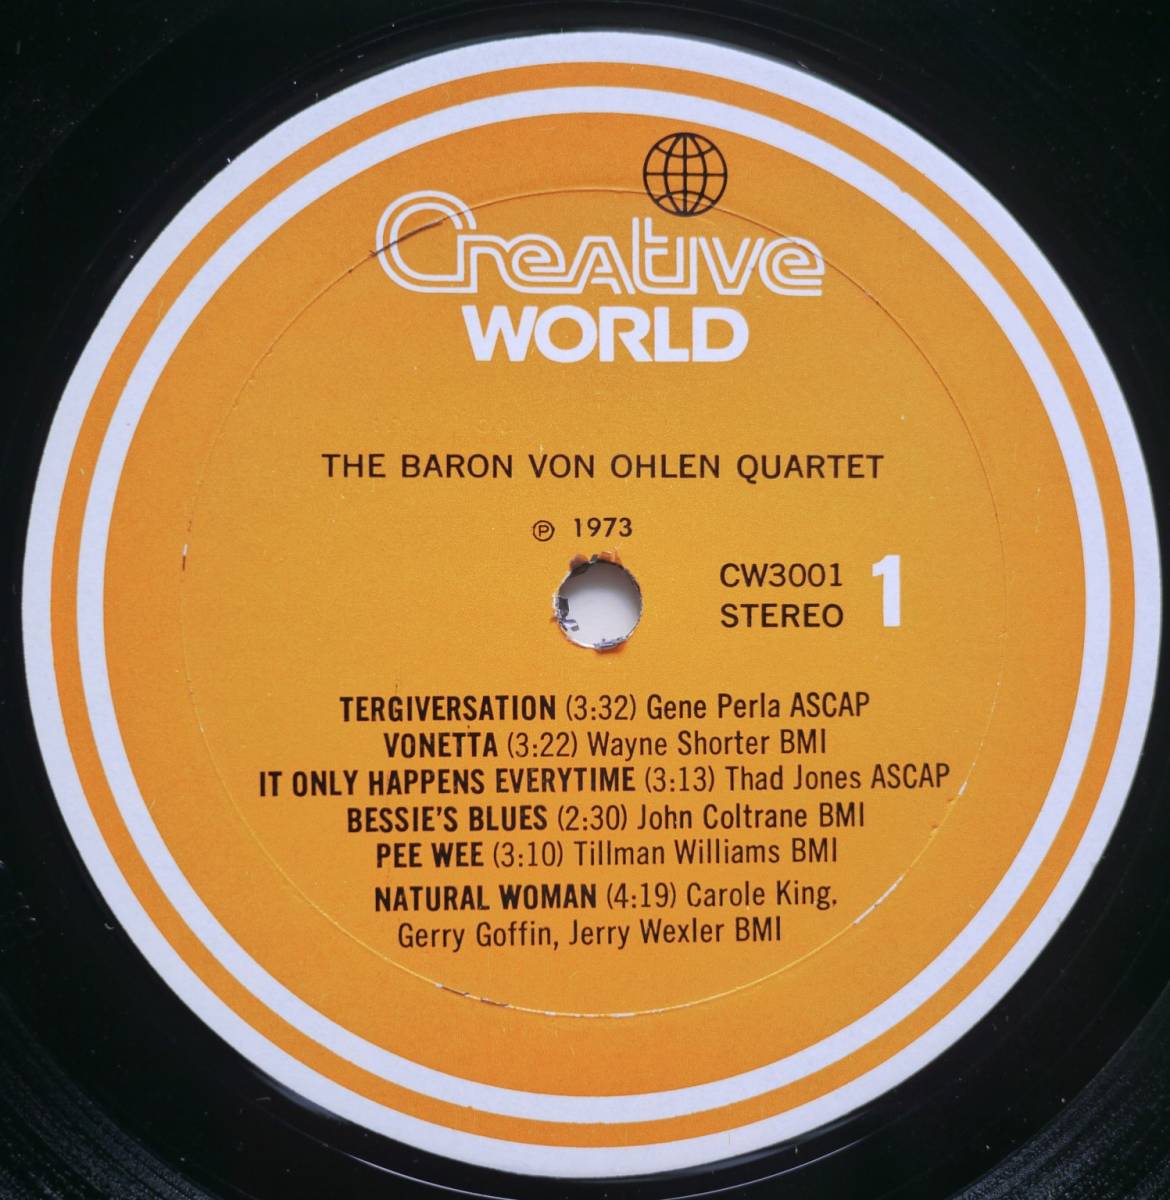 Creative
WORLD
THE BARON VON OHLEN QUARTET
℗ 1973
CW3001
STEREO
1
TERGIVERSATION (3:32) Gene Perla ASCAP
VONETTA (3:22) Wayne Shorter BMI
IT ONLY HAPPENS EVERYTIME (3:13) Thad Jones ASCAP
BESSIE'S BLUES (2:30) John Coltrane BMI
PEE WEE (3:10) Tillman Williams BMI
NATURAL WOMAN (4:19) Carole King,
Gerry Goffin, Jerry Wexler BMI